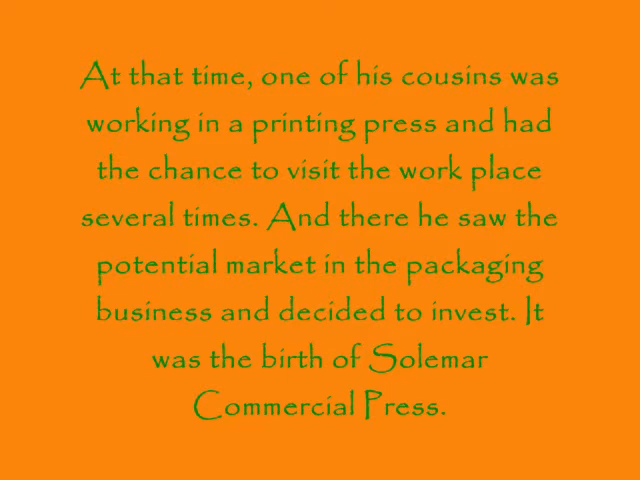 At that time, one of his cousins was
working in a printing press and had
the chance to visit the work place
several times. And there he saw the
potential market in the packaging
business and decided to invest. It
was the birth of Solemar
Commercial Press.